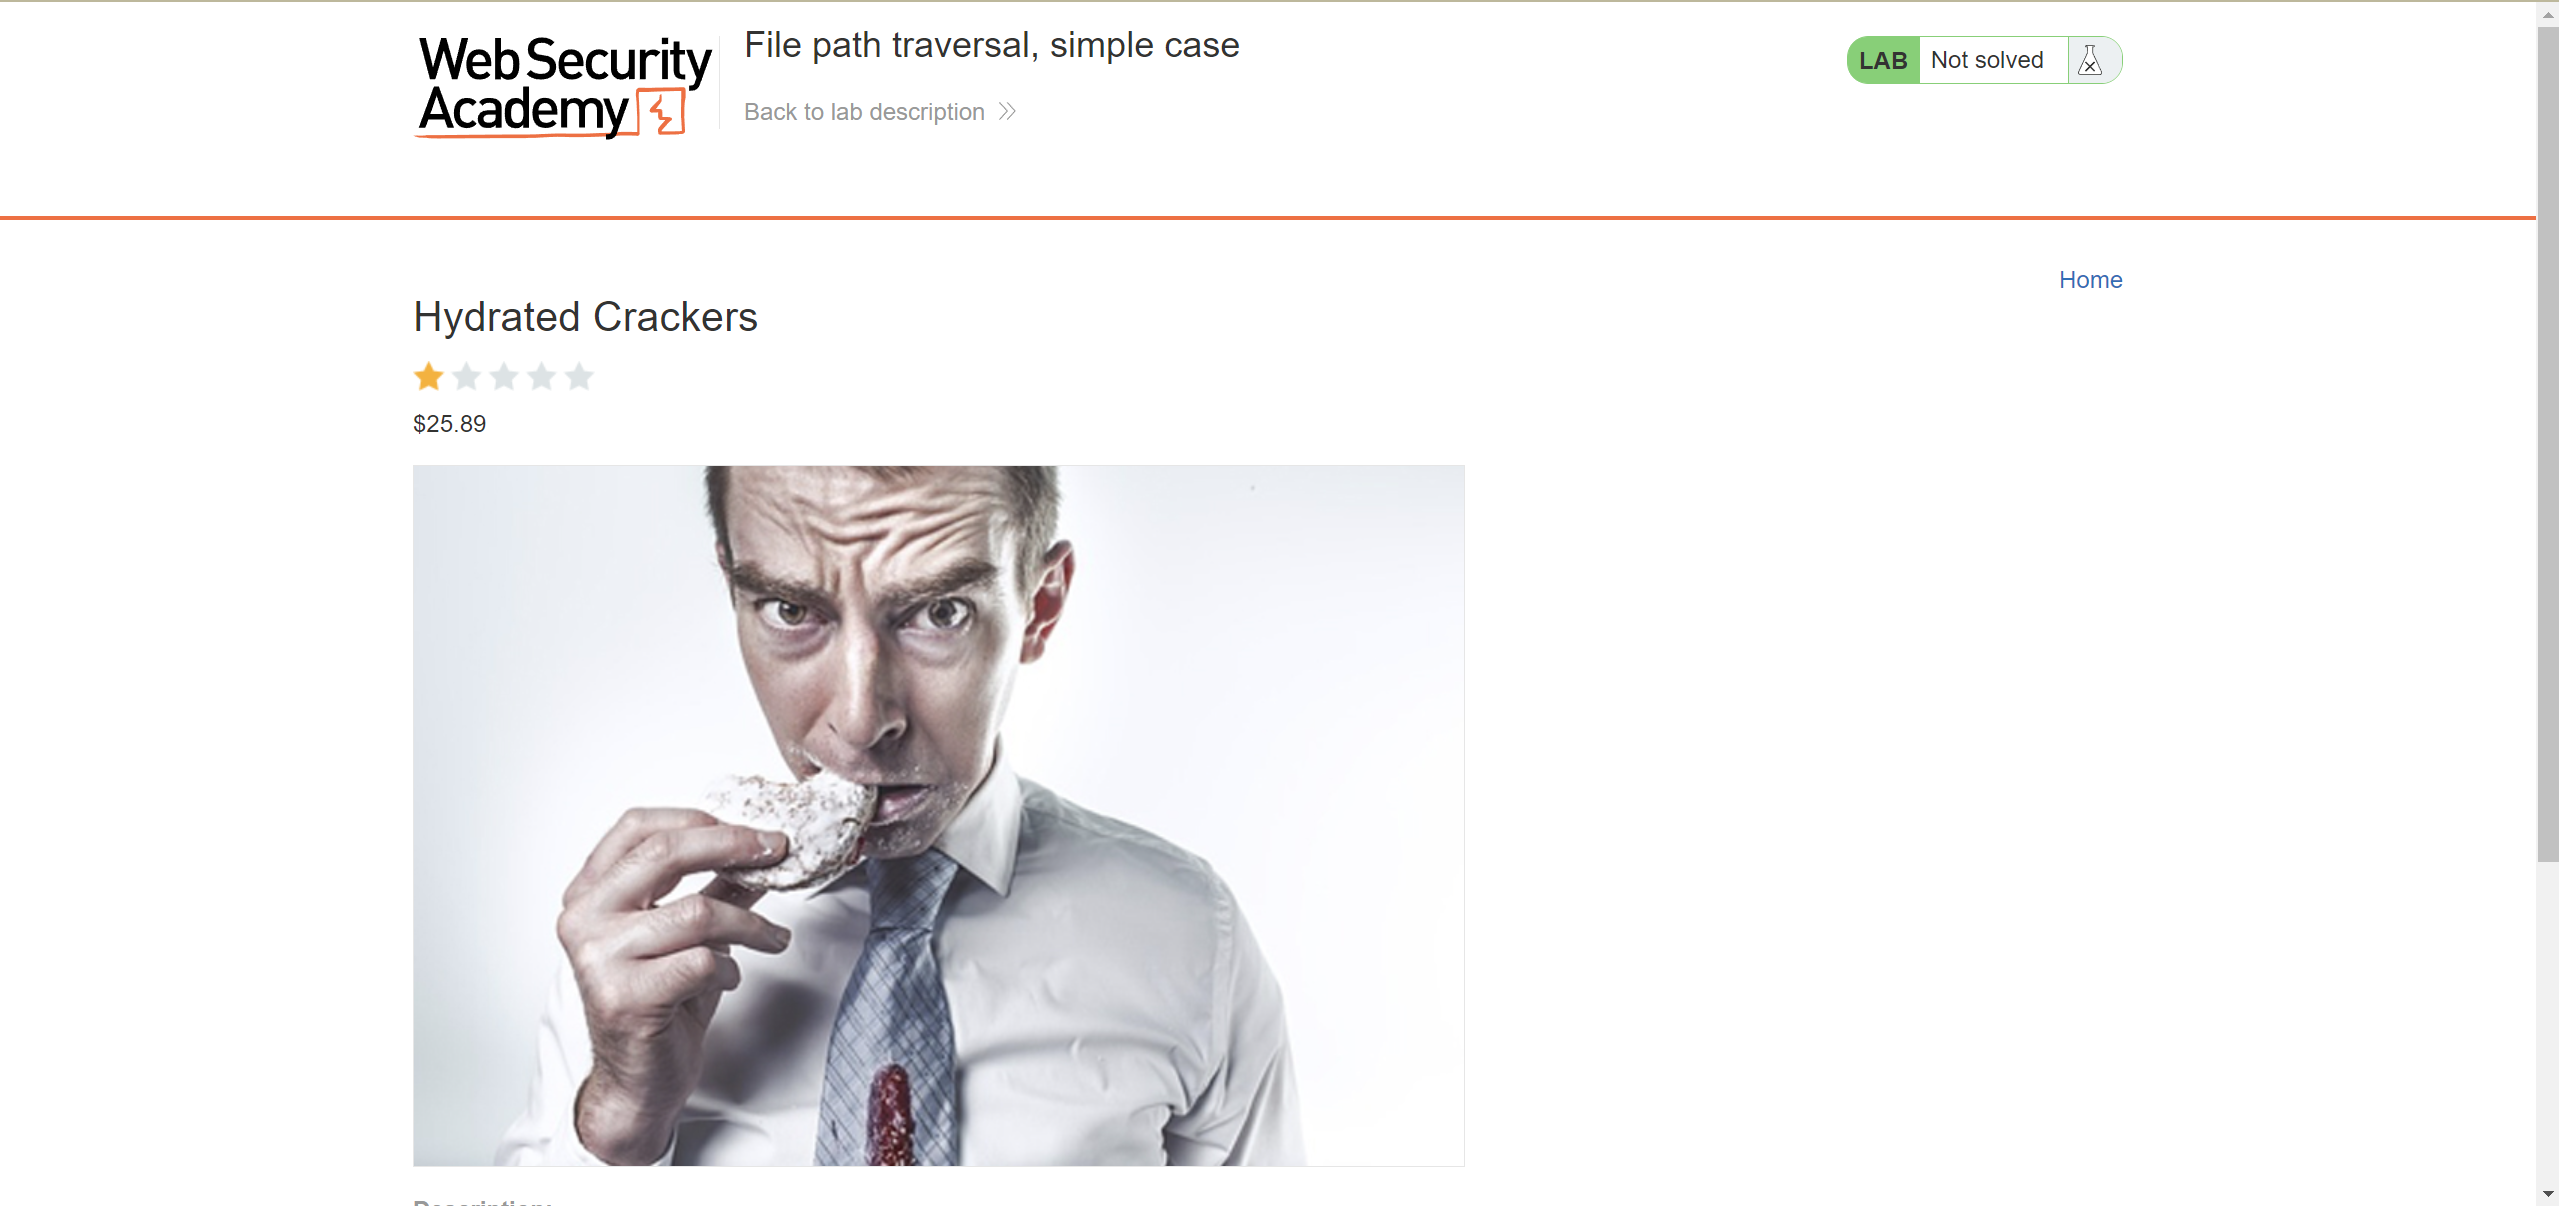 Web Security
Academy
File path traversal, simple case
Back to lab description
LAB Not solved
Home
Hydrated Crackers
$25.89